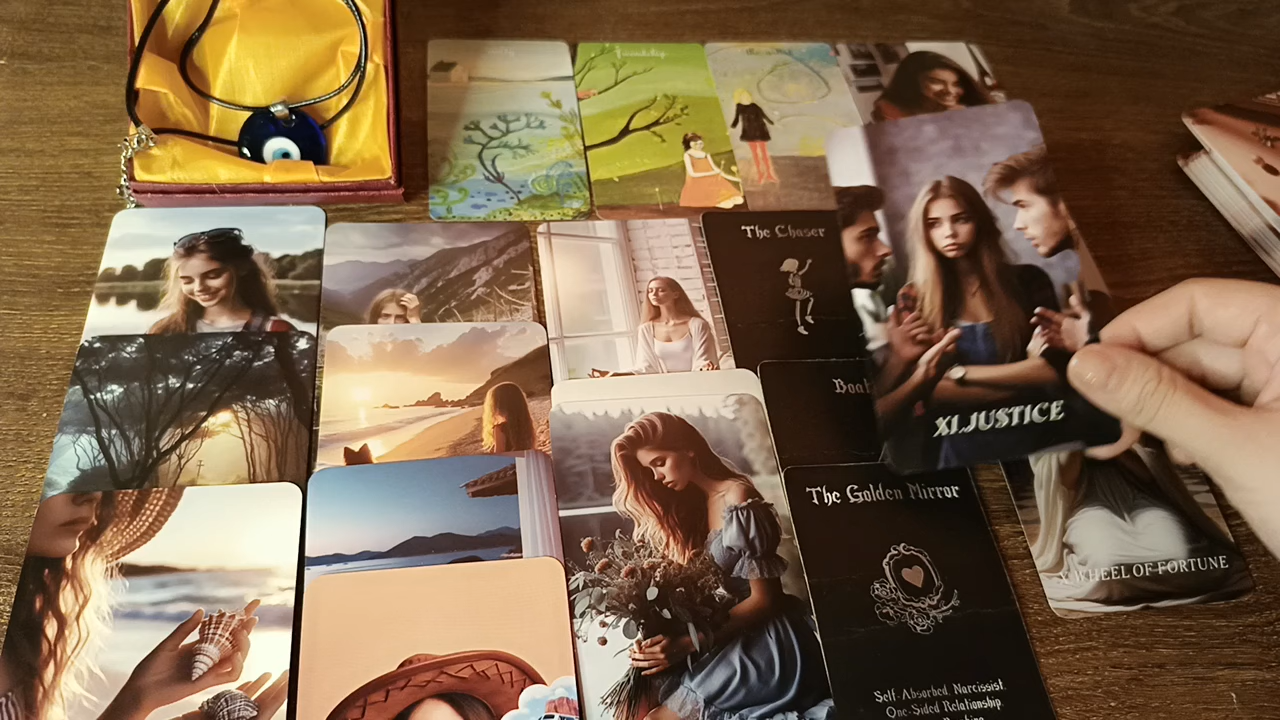 Friendship
The Chaser
XI.JUSTICE
The Golden Mirror
WHEEL OF FORTUNE
Self-Absorbed. Narcissist.
One-Sided Relationship.